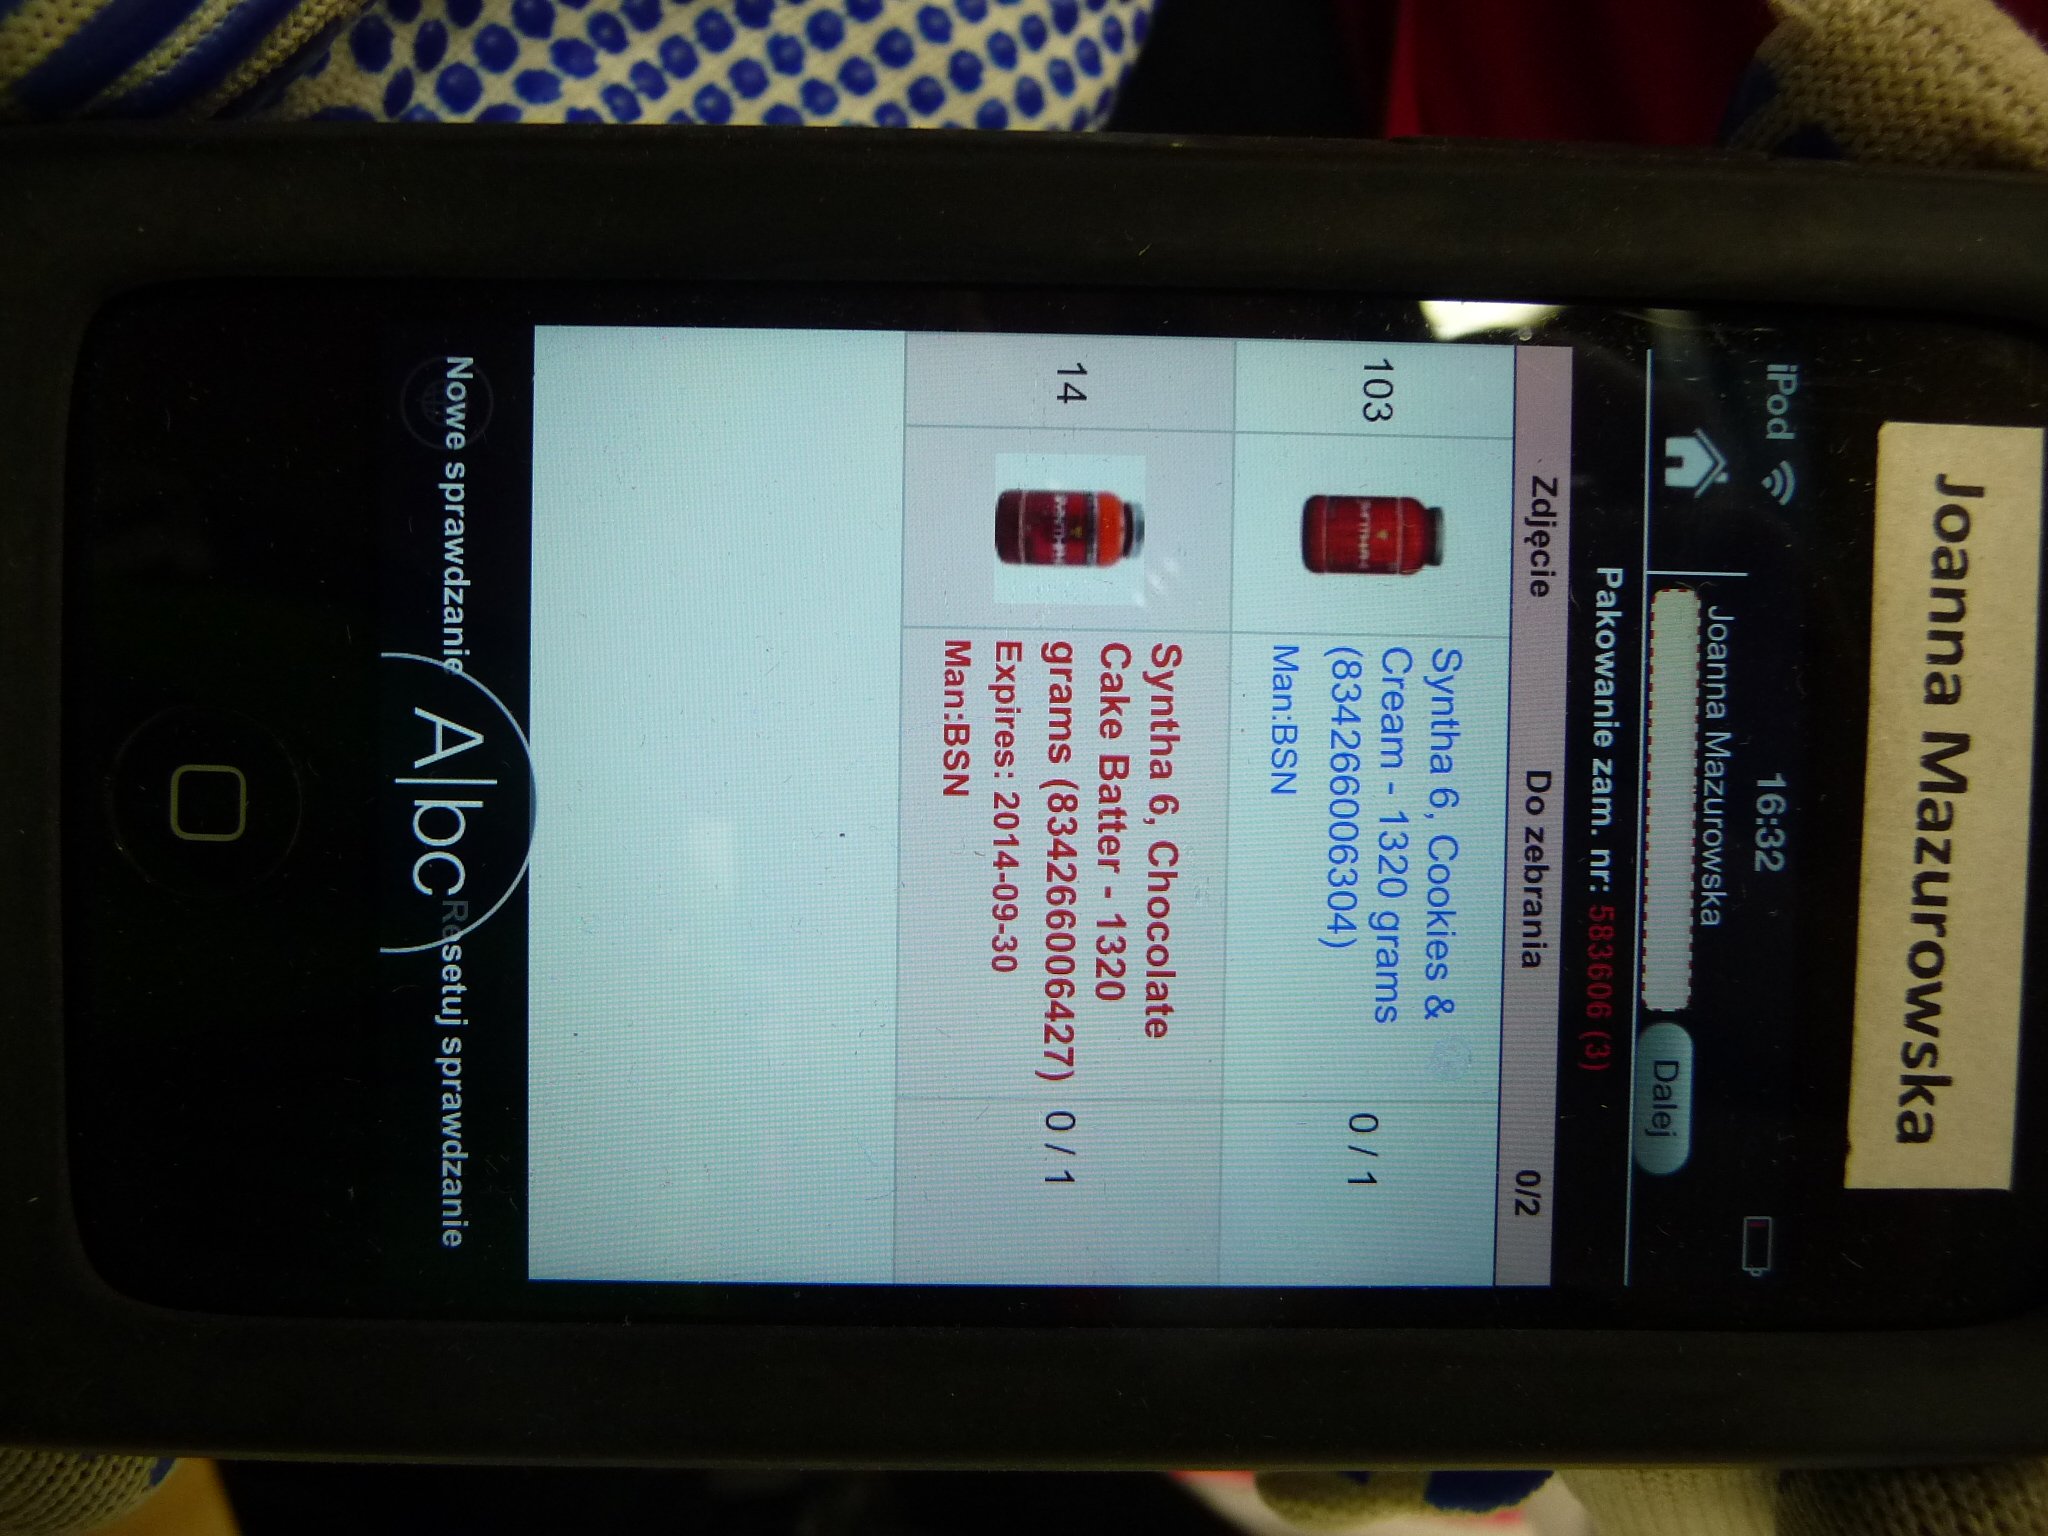 Joanna Mazurowska
iPod 16:32
Joanna Mazurowska
Dalej
Pakowanie zam. nr: 583606 (3)
Zdjęcie Do zebrania 0/2
103 Syntha 6, Cookies &
Cream - 1320 grams
(834266006304)
Man:BSN
0 / 1
14 Syntha 6, Chocolate
Cake Batter - 1320
grams (834266006427)
Expires: 2014-09-30
Man:BSN
0 / 1
Nowe sprawdzanie A|bc Resetuj sprawdzanie